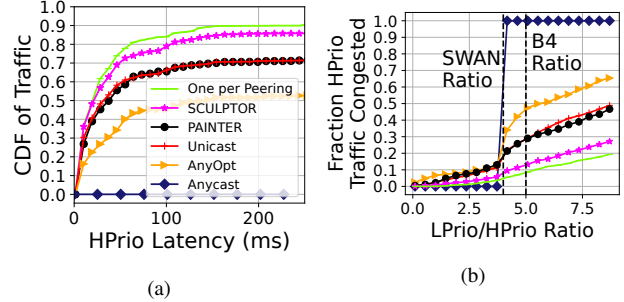 CDF of Traffic
1.0
0.9
0.8
0.7
0.6
0.5
0.4
0.3
0.2
0.1
0.0
One per Peering
SCULPTOR
PAINTER
Unicast
AnyOpt
Anycast
0 100 200
HPrio Latency (ms)
(a)
Fraction HPrio
Traffic Congested
1.0
0.9
0.8
0.7
0.6
0.5
0.4
0.3
0.2
0.1
0.0
SWAN
Ratio
B4
Ratio
0.0 2.5 5.0 7.5
LPrio/HPrio Ratio
(b)